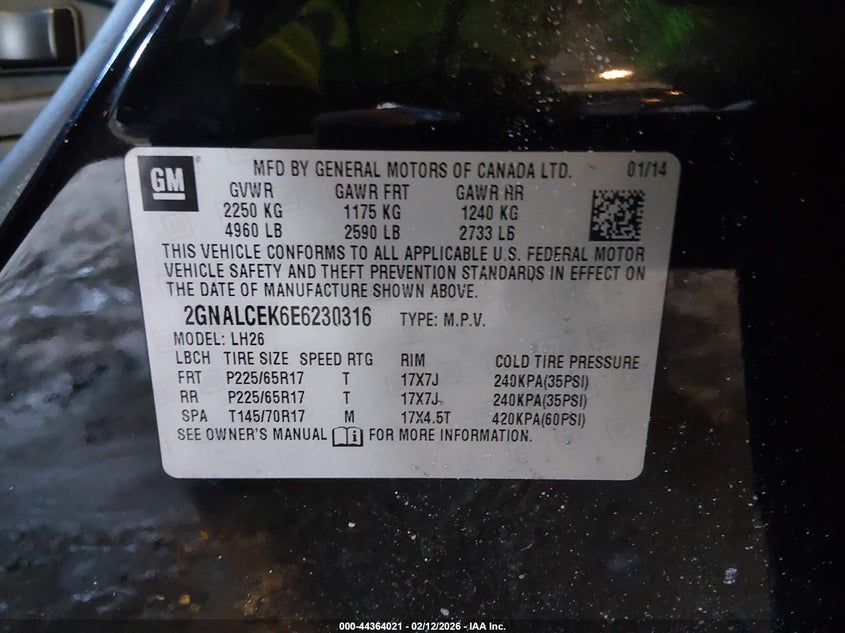 GM
MFD BY GENERAL MOTORS OF CANADA LTD. 01/14
GVWR GAWR FRT GAWR RR
2250 KG 1175 KG 1240 KG
4960 LB 2590 LB 2733 LB
THIS VEHICLE CONFORMS TO ALL APPLICABLE U.S. FEDERAL MOTOR
VEHICLE SAFETY AND THEFT PREVENTION STANDARDS IN EFFECT ON
THE DATE OF MANUFACTURE SHOWN ABOVE.
2GNALCEK6E6230316 TYPE: M.P.V.
MODEL: LH26
LBCH TIRE SIZE SPEED RTG RIM COLD TIRE PRESSURE
FRT P225/65R17 T 17X7J 240KPA(35PSI)
RR P225/65R17 T 17X7J 240KPA(35PSI)
SPA T145/70R17 M 17X4.5T 420KPA(60PSI)
SEE OWNER'S MANUAL FOR MORE INFORMATION.
000-44364021 - 02/12/2026 - IAA Inc.